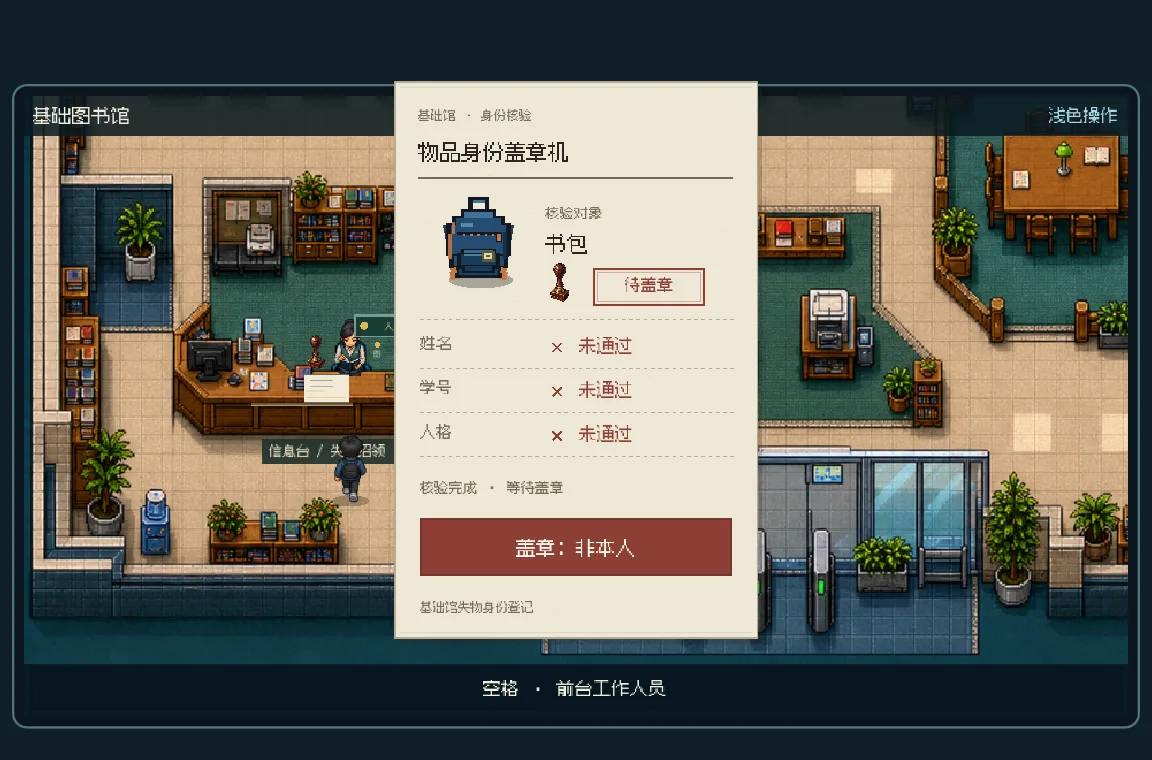 基础图书馆
浅色操作
基础馆 · 身份核验
物品身份盖章机
核验对象
书包
待盖章
姓名 × 未通过
学号 × 未通过
人格 × 未通过
核验完成 · 等待盖章
盖章：非本人
基础馆失物身份登记
信息台 / 失 招领
空格 · 前台工作人员